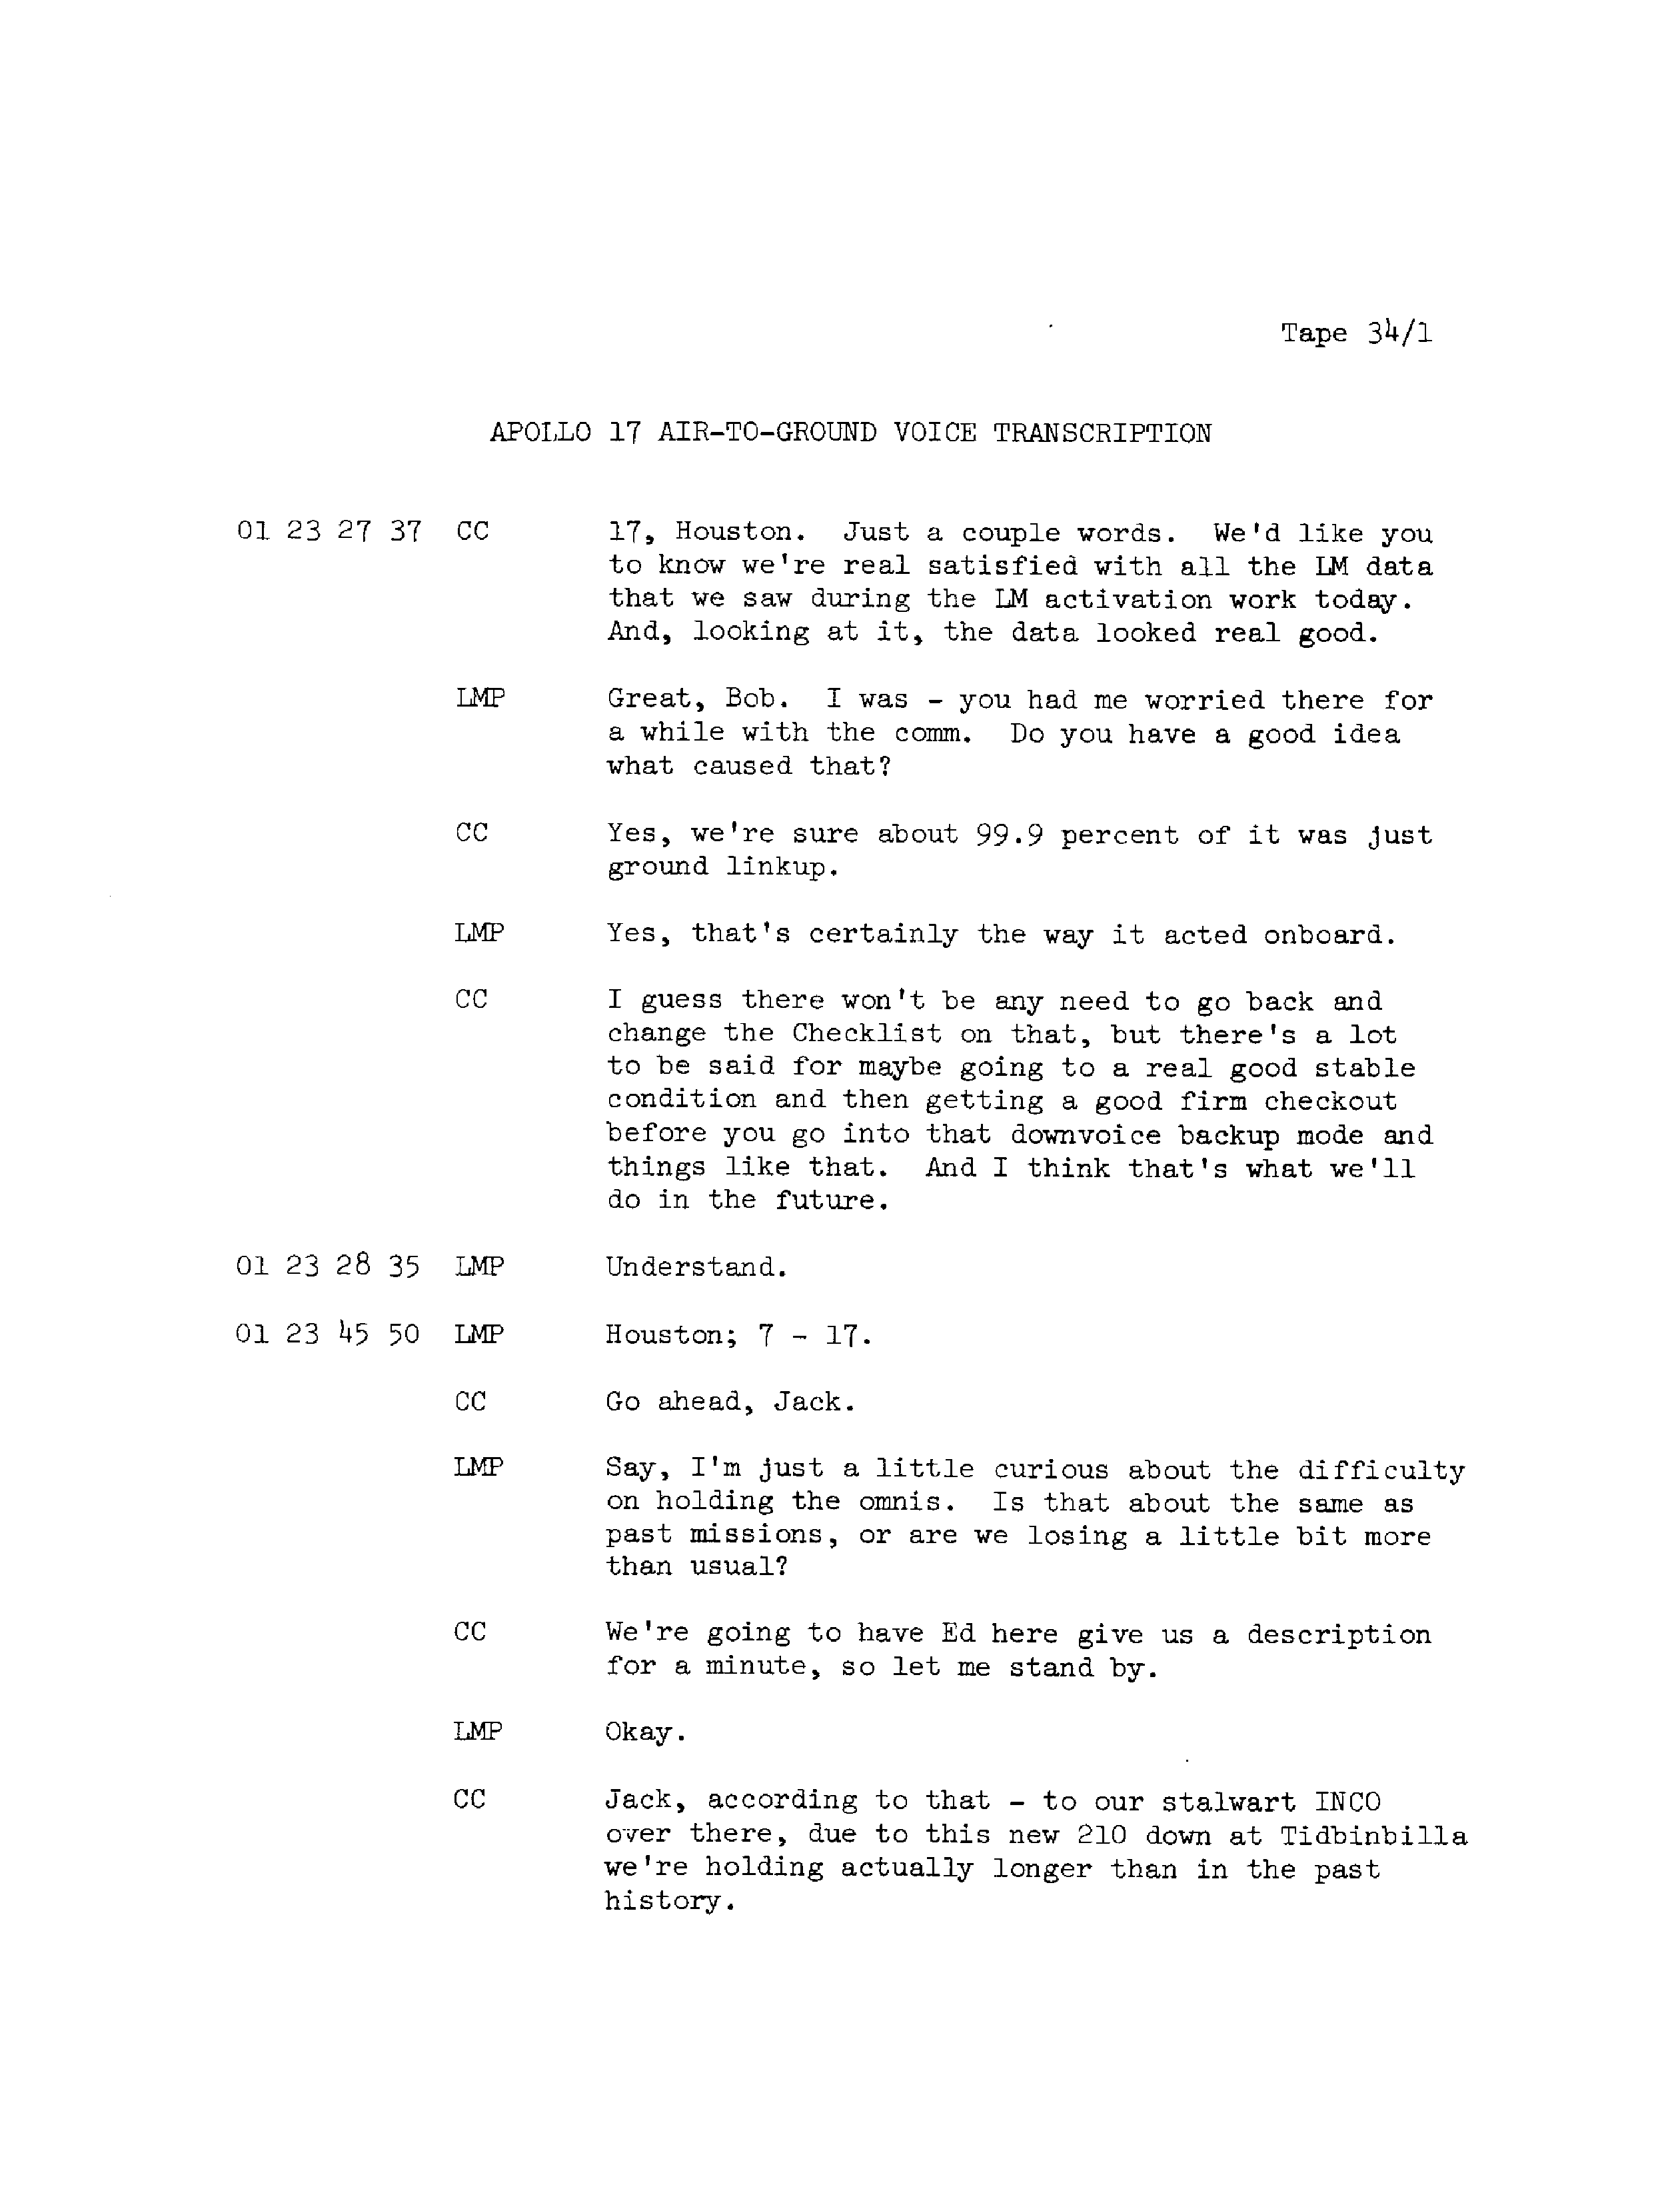 Tape 34/1
APOLLO 17 AIR-TO-GROUND VOICE TRANSCRIPTION
01 23 27 37 CC 17, Houston. Just a couple words. We'd like you
to know we're real satisfied with all the LM data
that we saw during the LM activation work today.
And, looking at it, the data looked real good.
LMP Great, Bob. I was - you had me worried there for
a while with the comm. Do you have a good idea
what caused that?
CC Yes, we're sure about 99.9 percent of it was just
ground linkup.
LMP Yes, that's certainly the way it acted onboard.
CC I guess there won't be any need to go back and
change the Checklist on that, but there's a lot
to be said for maybe going to a real good stable
condition and then getting a good firm checkout
before you go into that downvoice backup mode and
things like that. And I think that's what we'll
do in the future.
01 23 28 35 LMP Understand.
01 23 45 50 LMP Houston; 7 - 17.
CC Go ahead, Jack.
LMP Say, I'm just a little curious about the difficulty
on holding the omnis. Is that about the same as
past missions, or are we losing a little bit more
than usual?
CC We're going to have Ed here give us a description
for a minute, so let me stand by.
LMP Okay.
CC Jack, according to that - to our stalwart INCO
over there, due to this new 210 down at Tidbinbilla
we're holding actually longer than in the past
history.